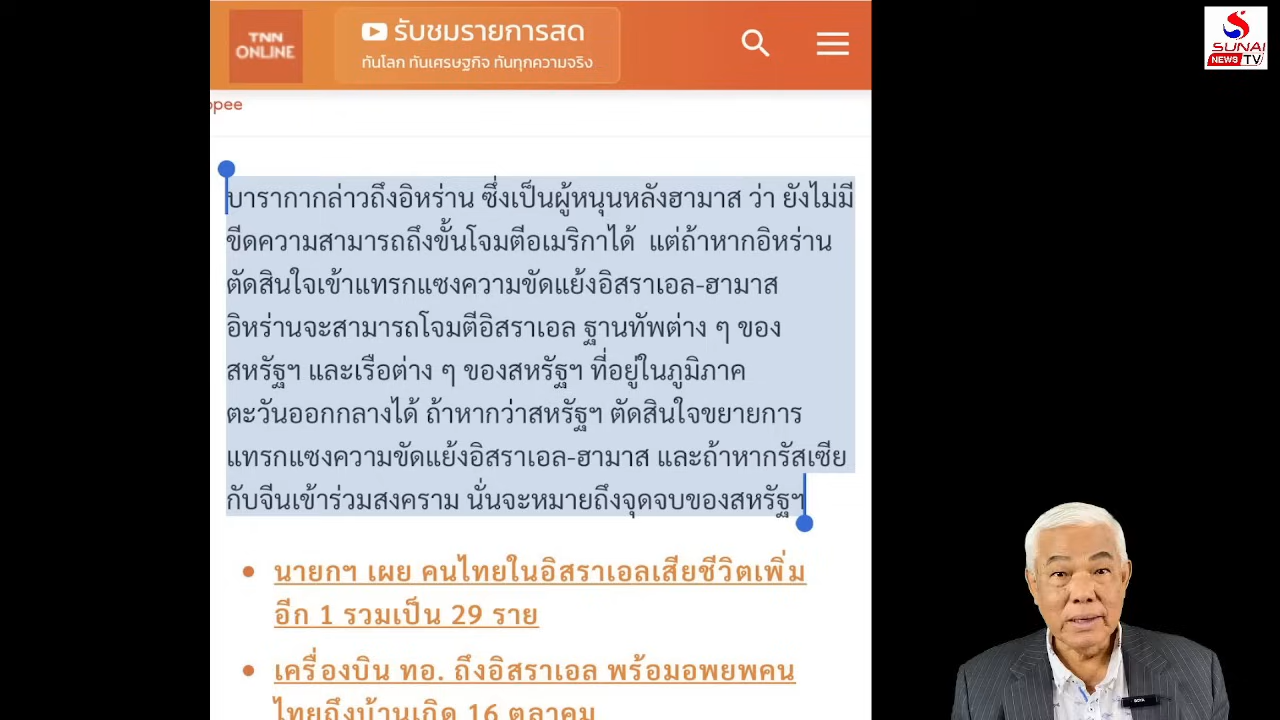 TNN
ONLINE
รับชมรายการสด
ทันโลก ทันเศรษฐกิจ ทันทุกความจริง
SUNAI
NEWS TV
opee
บารากากล่าวถึงอิหร่าน ซึ่งเป็นผู้หนุนหลังฮามาส ว่า ยังไม่มี
ขีดความสามารถถึงขั้นโจมตีอเมริกาได้ แต่ถ้าหากอิหร่าน
ตัดสินใจเข้าแทรกแซงความขัดแย้งอิสราเอล-ฮามาส
อิหร่านจะสามารถโจมตีอิสราเอล ฐานทัพต่าง ๆ ของ
สหรัฐฯ และเรือต่าง ๆ ของสหรัฐฯ ที่อยู่ในภูมิภาค
ตะวันออกกลางได้ ถ้าหากว่าสหรัฐฯ ตัดสินใจขยายการ
แทรกแซงความขัดแย้งอิสราเอล-ฮามาส และถ้าหากรัสเซีย
กับจีนเข้าร่วมสงคราม นั่นจะหมายถึงจุดจบของสหรัฐฯ
นายกฯ เผย คนไทยในอิสราเอลเสียชีวิตเพิ่ม
อีก 1 รวมเป็น 29 ราย
เครื่องบิน ทอ. ถึงอิสราเอล พร้อมอพยพคน
ไทยถึงบ้านเกิด 16 ตุลาคม